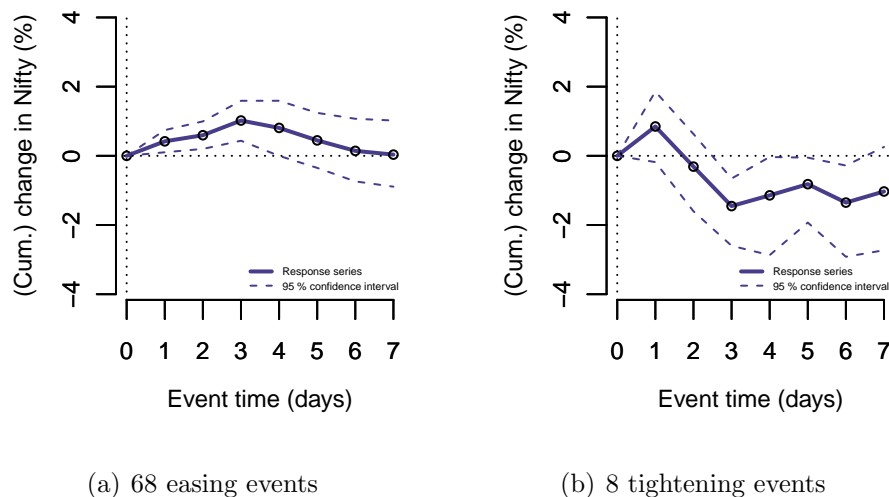 (Cum.) change in Nifty (%)
4
2
0
−2
−4
Response series
95 % confidence interval
0 1 2 3 4 5 6 7
Event time (days)
(a) 68 easing events
(Cum.) change in Nifty (%)
4
2
0
−2
−4
Response series
95 % confidence interval
0 1 2 3 4 5 6 7
Event time (days)
(b) 8 tightening events